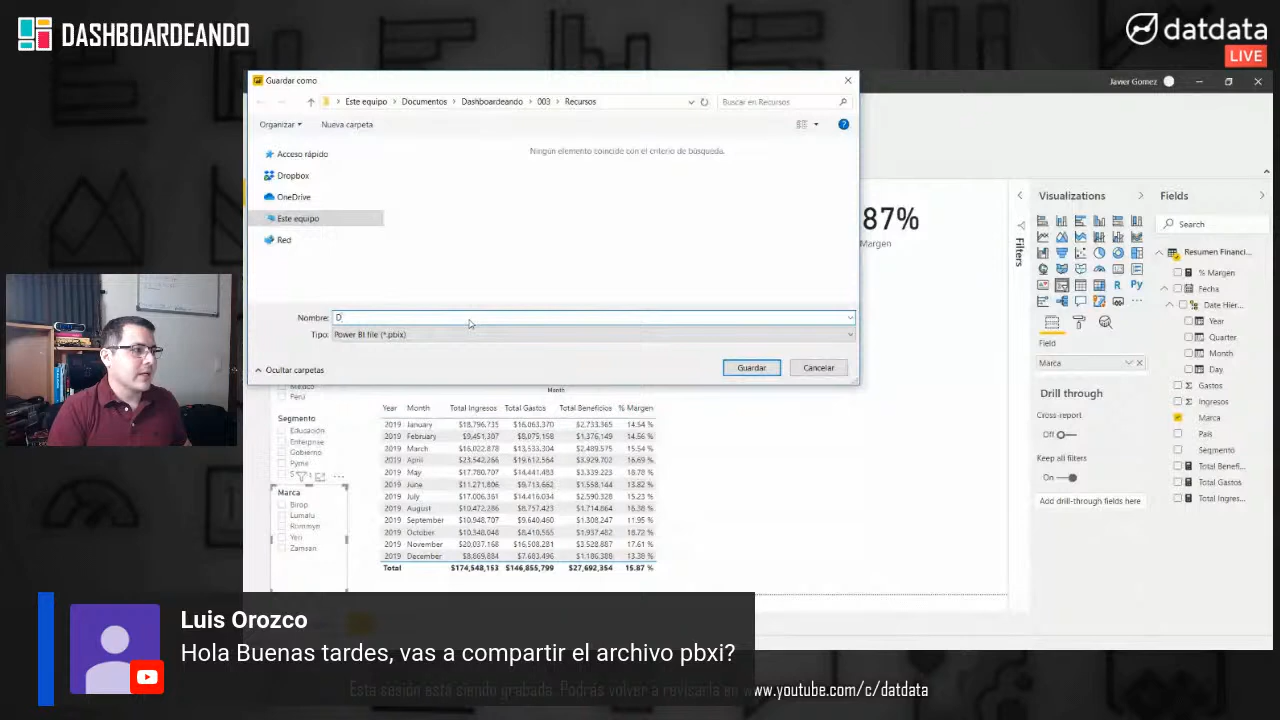 DASHBOARDEANDO
datdata
LIVE
Guardar como
Javier Gomez
Este equipo > Documentos > Dashboardeando > 003 > Recursos
Buscar en Recursos
Organizar
Nueva carpeta
Ningún elemento coincide con el criterio de búsqueda.
Acceso rápido
Dropbox
OneDrive
Este equipo
Red
Nombre: D
Tipo: Power BI file (*.pbix)
Ocultar carpetas
Guardar
Cancelar
87%
Margen
Filters
Visualizations
Field
Marca
Drill through
Cross-report
Off
Keep all filters
On
Add drill-through fields here
Fields
Search
Resumen Financi...
% Margen
Fecha
Date Hier...
Year
Quarter
Month
Day
Gastos
Ingresos
Marca
País
Segmento
Total Benefi...
Total Gastos
Total Ingres...
Perú
Segmento
Educación
Enterprise
Gobierno
Pyme
Marca
Birop
Lumalu
Rommye
Yeri
Zamsan
Month
Year Month Total Ingresos Total Gastos Total Beneficios % Margen
2019 January $18,796,735 $16,063,370 $2,733,365 14.54 %
2019 February $9,451,307 $8,075,158 $1,376,149 14.56 %
2019 March $16,022,878 $13,533,304 $2,489,575 15.54 %
2019 April $23,542,266 $19,612,564 $3,929,702 16.69 %
2019 May $17,780,707 $14,441,483 $3,339,223 18.78 %
2019 June $11,271,806 $9,713,662 $1,558,144 13.82 %
2019 July $17,006,361 $14,416,034 $2,590,328 15.23 %
2019 August $10,472,286 $8,757,423 $1,714,864 16.38 %
2019 September $10,948,707 $9,640,460 $1,308,247 11.95 %
2019 October $10,348,048 $8,410,565 $1,937,482 18.72 %
2019 November $20,037,168 $16,508,281 $3,528,887 17.61 %
2019 December $8,869,884 $7,683,496 $1,186,388 13.38 %
Total $174,548,153 $146,855,799 $27,692,354 15.87 %
Luis Orozco
Hola Buenas tardes, vas a compartir el archivo pbxi?
Esta sesión está siendo grabada. Podrás volver a revisarla en www.youtube.com/c/datdata